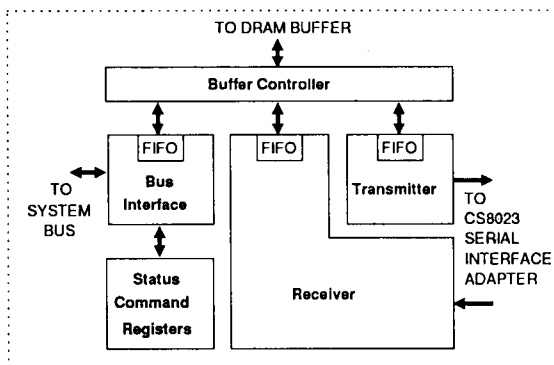 TO DRAM BUFFER
Buffer Controller
FIFO
FIFO
FIFO
Bus
Interface
TO
SYSTEM
BUS
Transmitter
TO
CS8023
SERIAL
INTERFACE
ADAPTER
Status
Command
Registers
Receiver